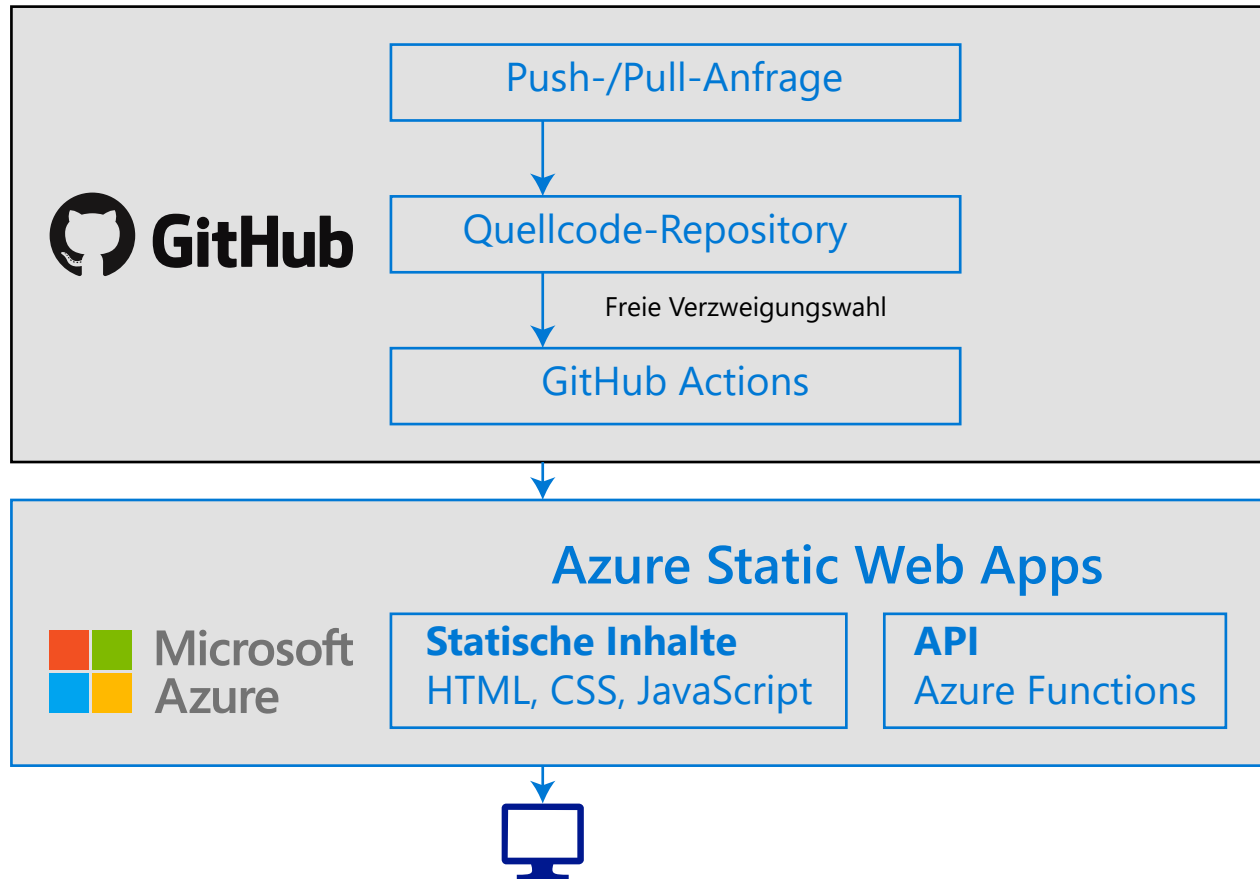 Push-/Pull-Anfrage
GitHub
Quellcode-Repository
Freie Verzweigungswahl
GitHub Actions
Azure Static Web Apps
Microsoft
Azure
Statische Inhalte
HTML, CSS, JavaScript
API
Azure Functions